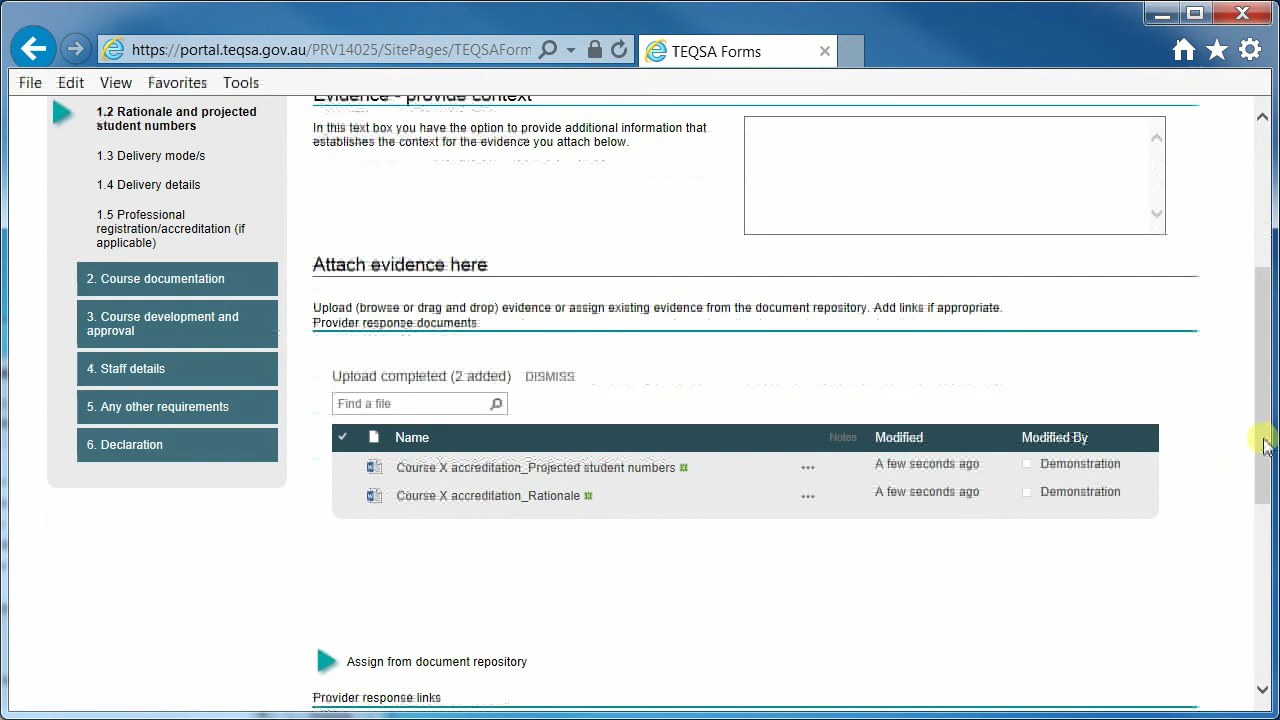 https://portal.teqsa.gov.au/PRV14025/SitePages/TEQSAForm
TEQSA Forms
File Edit View Favorites Tools
1.2 Rationale and projected
student numbers
1.3 Delivery mode/s
1.4 Delivery details
1.5 Professional
registration/accreditation (if
applicable)
2. Course documentation
3. Course development and
approval
4. Staff details
5. Any other requirements
6. Declaration
Evidence - provide context
In this text box you have the option to provide additional information that
establishes the context for the evidence you attach below.
Attach evidence here
Upload (browse or drag and drop) evidence or assign existing evidence from the document repository. Add links if appropriate.
Provider response documents
Upload completed (2 added) DISMISS
Find a file
Name Notes Modified Modified By
Course X accreditation_Projected student numbers A few seconds ago Demonstration
Course X accreditation_Rationale A few seconds ago Demonstration
Assign from document repository
Provider response links